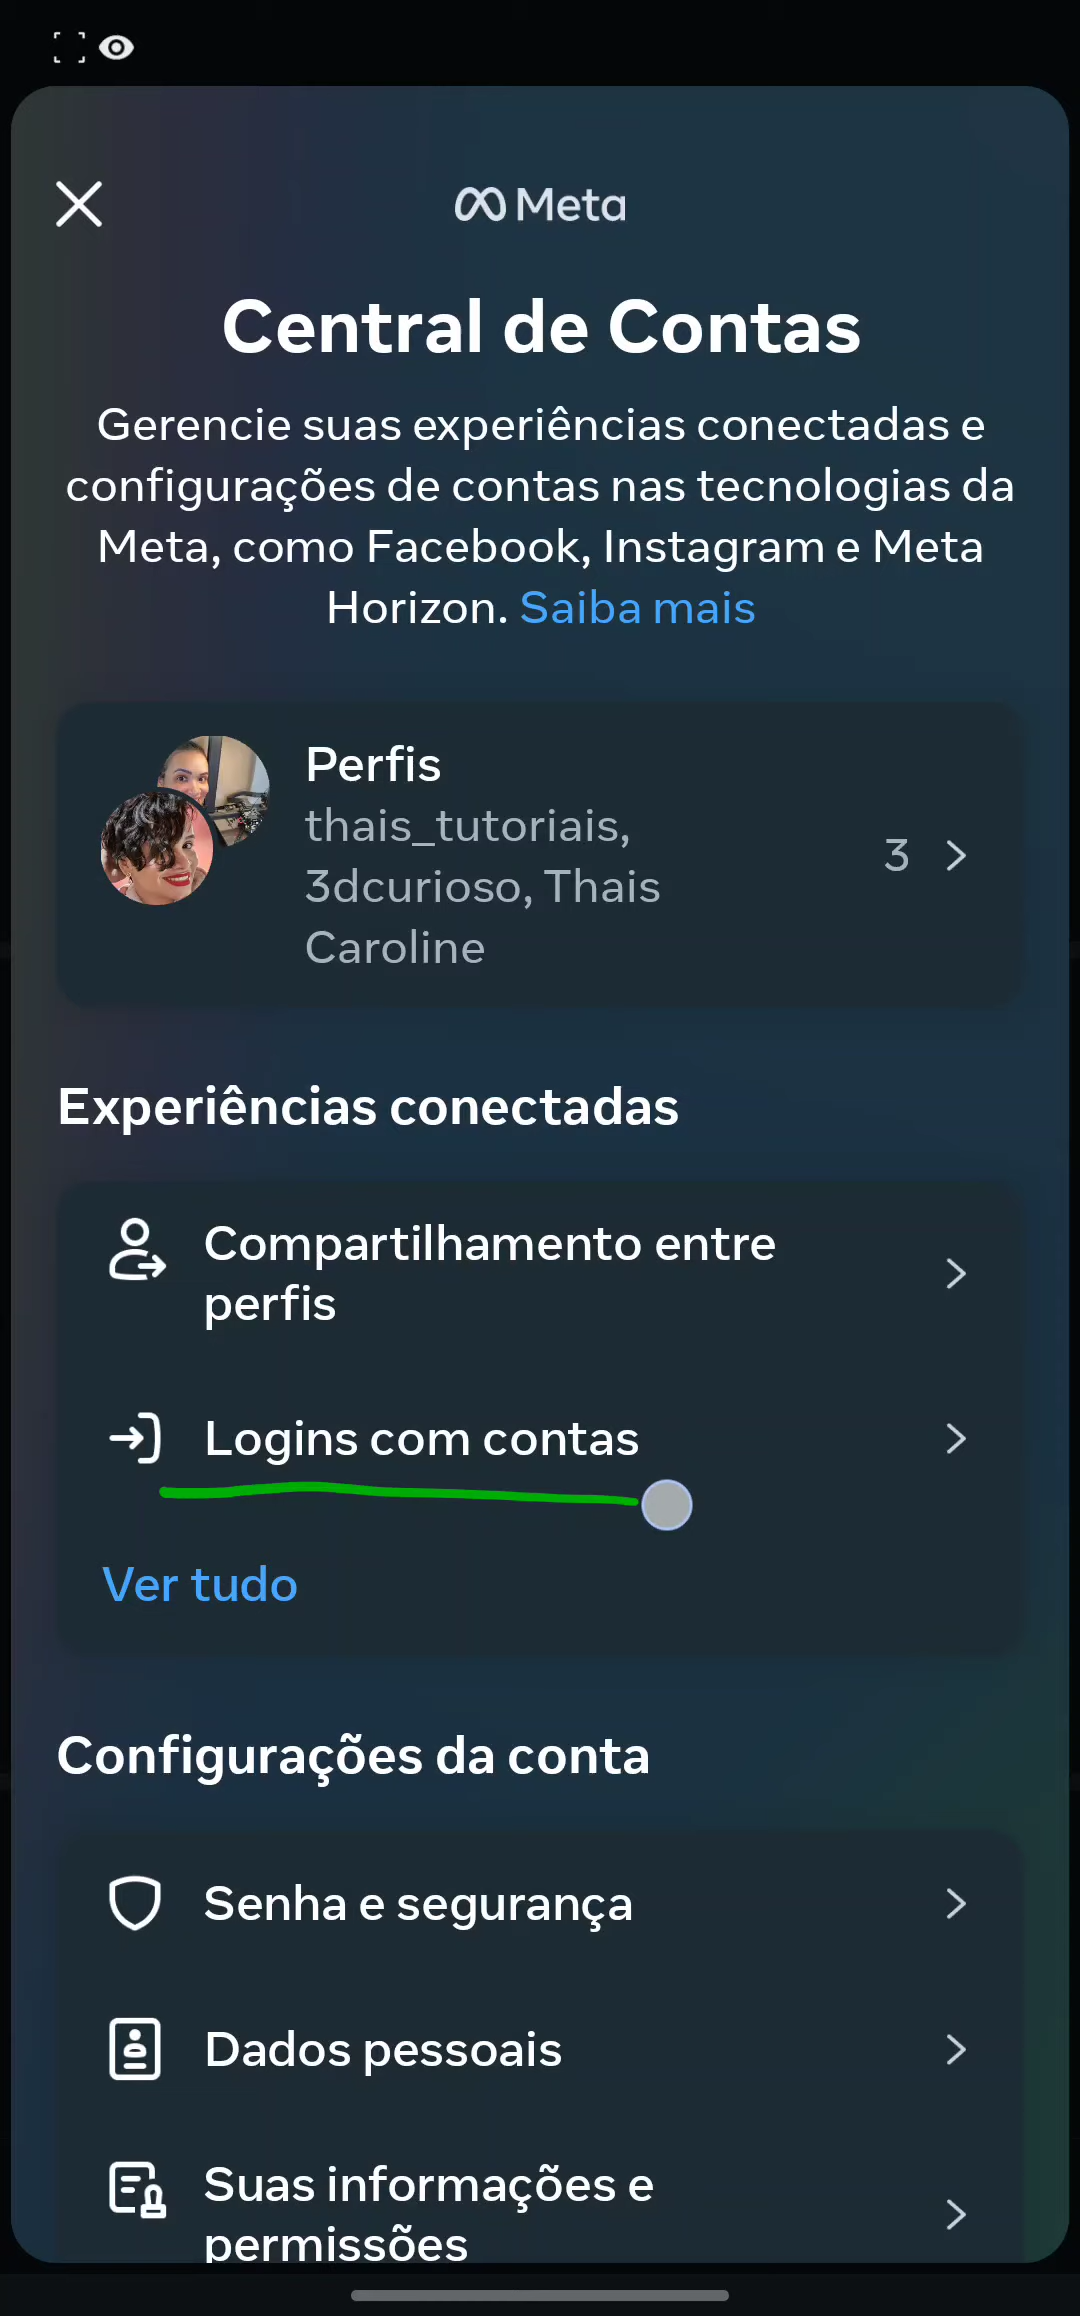 Meta
Central de Contas
Gerencie suas experiências conectadas e
configurações de contas nas tecnologias da
Meta, como Facebook, Instagram e Meta
Horizon. Saiba mais
Perfis
thais_tutoriais,
3dcurioso, Thais
Caroline
3
Experiências conectadas
Compartilhamento entre
perfis
Logins com contas
Ver tudo
Configurações da conta
Senha e segurança
Dados pessoais
Suas informações e
permissões